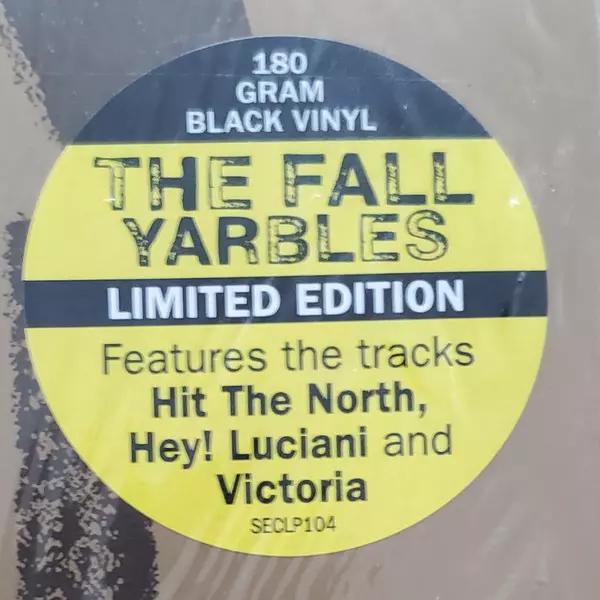 180
GRAM
BLACK VINYL
THE FALL
YARBLES
LIMITED EDITION
Features the tracks
Hit The North,
Hey! Luciani and
Victoria
SECLP104